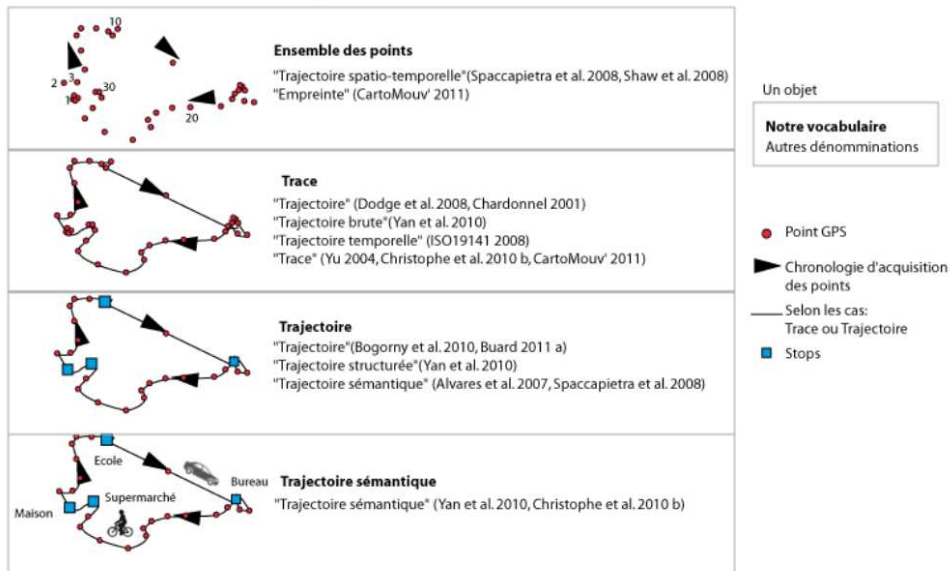 10
2
3
1
30
20
Ensemble des points
"Trajectoire spatio-temporelle"(Spaccapietra et al. 2008, Shaw et al. 2008)
"Empreinte" (CartoMouv' 2011)
Trace
"Trajectoire" (Dodge et al. 2008, Chardonnel 2001)
"Trajectoire brute"(Yan et al. 2010)
"Trajectoire temporelle" (ISO19141 2008)
"Trace" (Yu 2004, Christophe et al. 2010 b, CartoMouv' 2011)
Trajectoire
"Trajectoire"(Bogorny et al. 2010, Buard 2011 a)
"Trajectoire structurée"(Yan et al. 2010)
"Trajectoire sémantique" (Alvares et al. 2007, Spaccapietra et al. 2008)
Ecole
Bureau
Supermarché
Maison
Trajectoire sémantique
"Trajectoire sémantique" (Yan et al. 2010, Christophe et al. 2010 b)
Un objet
Notre vocabulaire
Autres dénomminations
Point GPS
Chronologie d'acquisition
des points
Selon les cas:
Trace ou Trajectoire
Stops